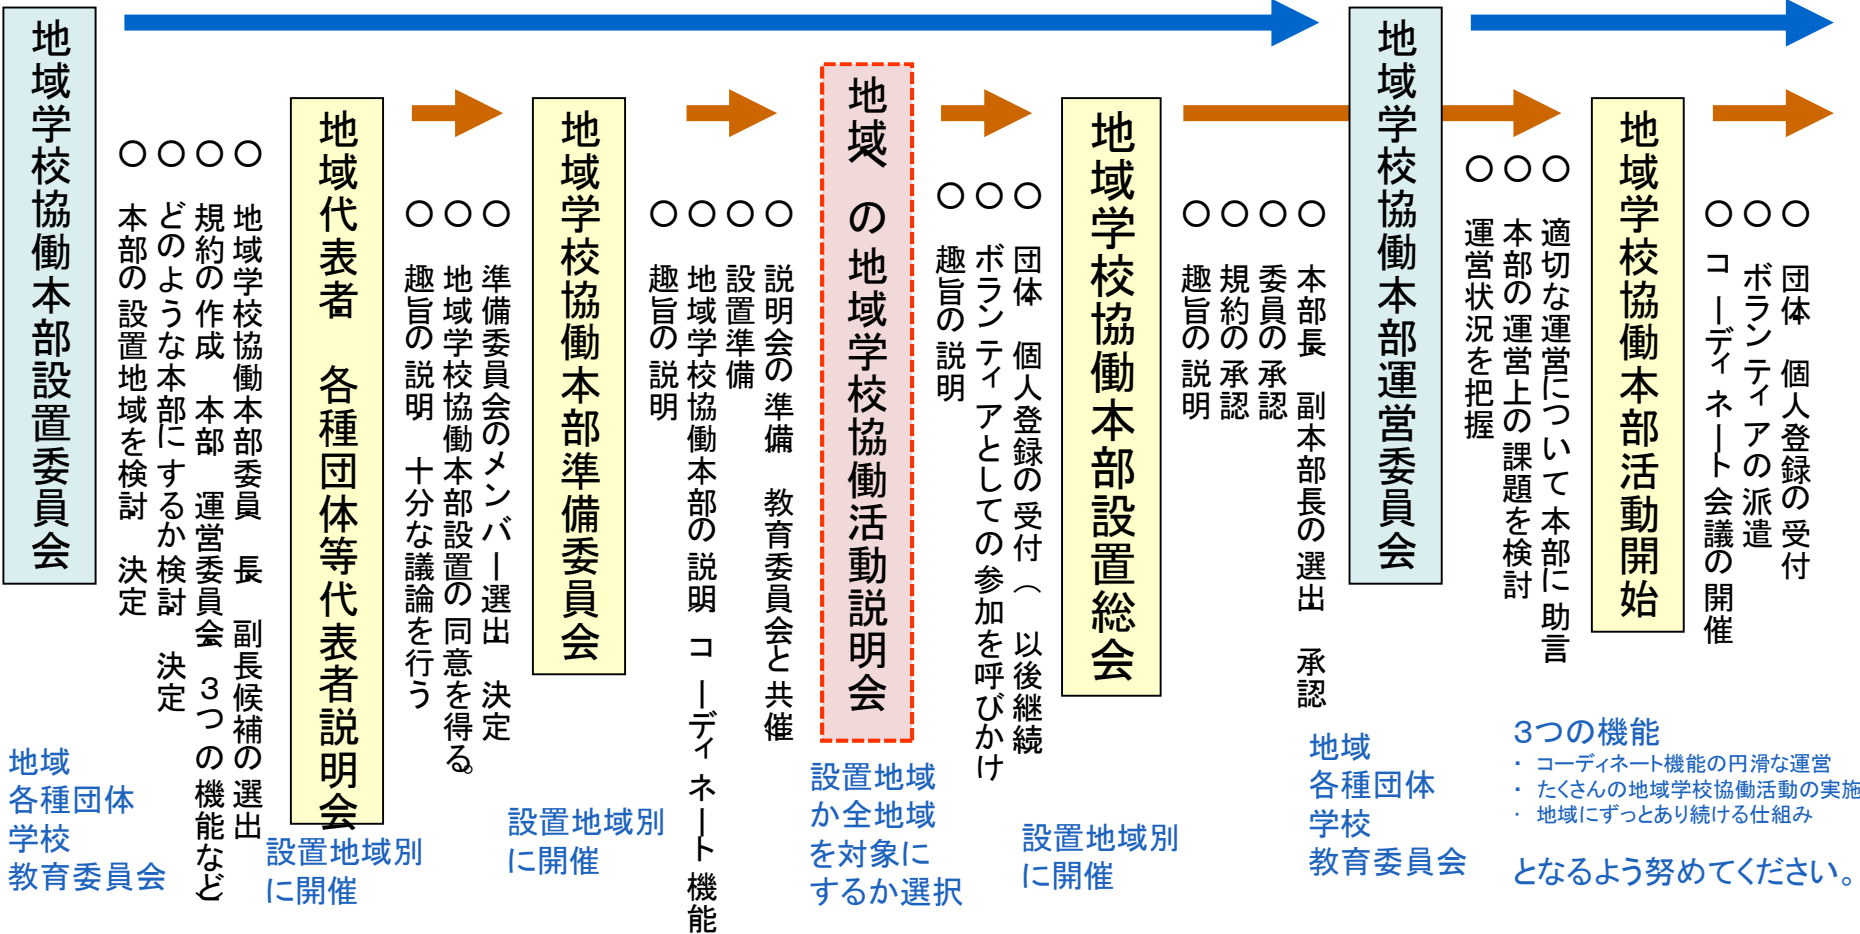 地域学校協働本部設置委員会
○ 地域学校協働本部委員 長 副長候補の選出
○ 規約の作成 本部 運営委員会 ３つの機能など
○ どのような本部にするか検討 決定
○ 本部の設置地域を検討 決定
地域
各種団体
学校
教育委員会
地域代表者 各種団体等代表者説明会
設置地域別
に開催
○ 準備委員会のメンバー選出 決定
○ 地域学校協働本部設置の同意を得る。
○ 趣旨の説明 十分な議論を行う
地域学校協働本部準備委員会
設置地域別
に開催
○ 説明会の準備 教育委員会と共催
○ 設置準備
○ 地域学校協働本部の説明 コーディネート機能
○ 趣旨の説明
地域 の地域学校協働活動説明会
設置地域
か全地域
を対象に
するか選択
○ 団体 個人登録の受付（ 以後継続
○ ボランティアとしての参加を呼びかけ
○ 趣旨の説明
地域学校協働本部設置総会
設置地域別
に開催
○ 本部長 副本部長の選出 承認
○ 委員の承認
○ 規約の承認
○ 趣旨の説明
地域学校協働本部運営委員会
地域
各種団体
学校
教育委員会
○ 適切な運営について本部に助言
○ 本部の運営上の課題を検討
○ 運営状況を把握
地域学校協働本部活動開始
○ 団体 個人登録の受付
○ ボランティアの派遣
○ コーディネート会議の開催
３つの機能
・ コーディネート機能の円滑な運営
・ たくさんの地域学校協働活動の実施
・ 地域にずっとあり続ける仕組み
となるよう努めてください。